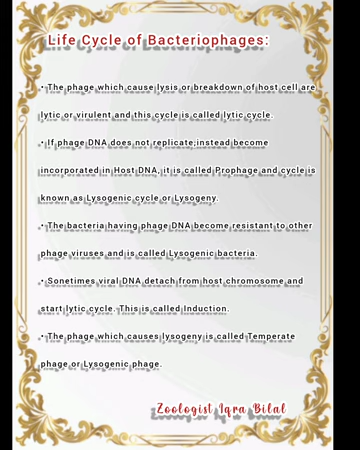 Life Cycle of Bacteriophages:
• The phage which cause lysis or breakdown of host cell are
lytic or virulent and this cycle is called lytic cycle.
• If phage DNA does not replicate,instead become
incorporated in Host DNA, it is called Prophage and cycle is
known as Lysogenic cycle or Lysogeny.
• The bacteria having phage DNA become resistant to other
phage viruses and is called Lysogenic bacteria.
• Sonetimes viral DNA detach from host chromosome and
start lytic cycle. This is called Induction.
• The phage which causes lysogeny is called Temperate
phage or Lysogenic phage.
Zoologist Iqra Bilal